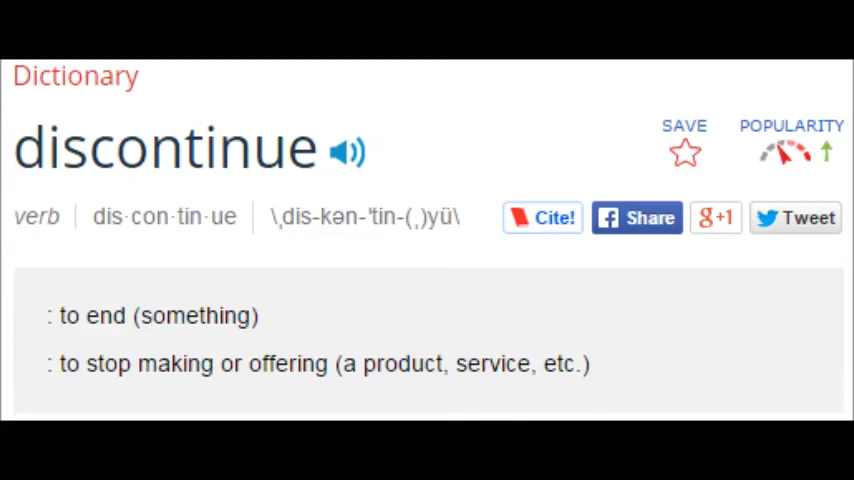 Dictionary
discontinue
SAVE POPULARITY
verb dis·con·tin·ue \ˌdis-kən-ˈtin-(ˌ)yü\ Cite! Share g+1 Tweet
: to end (something)
: to stop making or offering (a product, service, etc.)